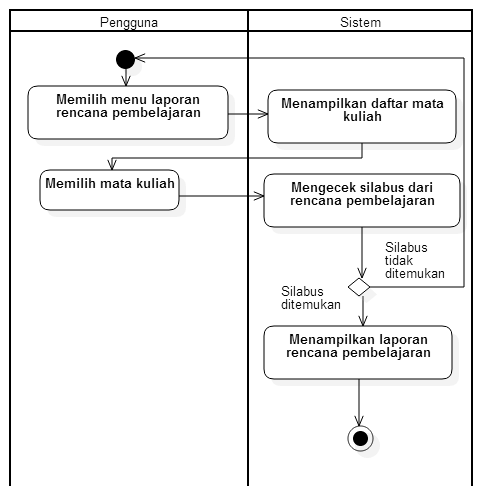 Pengguna
Sistem
Memilih menu laporan
rencana pembelajaran
Menampilkan daftar mata
kuliah
Memilih mata kuliah
Mengecek silabus dari
rencana pembelajaran
Silabus
tidak
ditemukan
Silabus
ditemukan
Menampilkan laporan
rencana pembelajaran